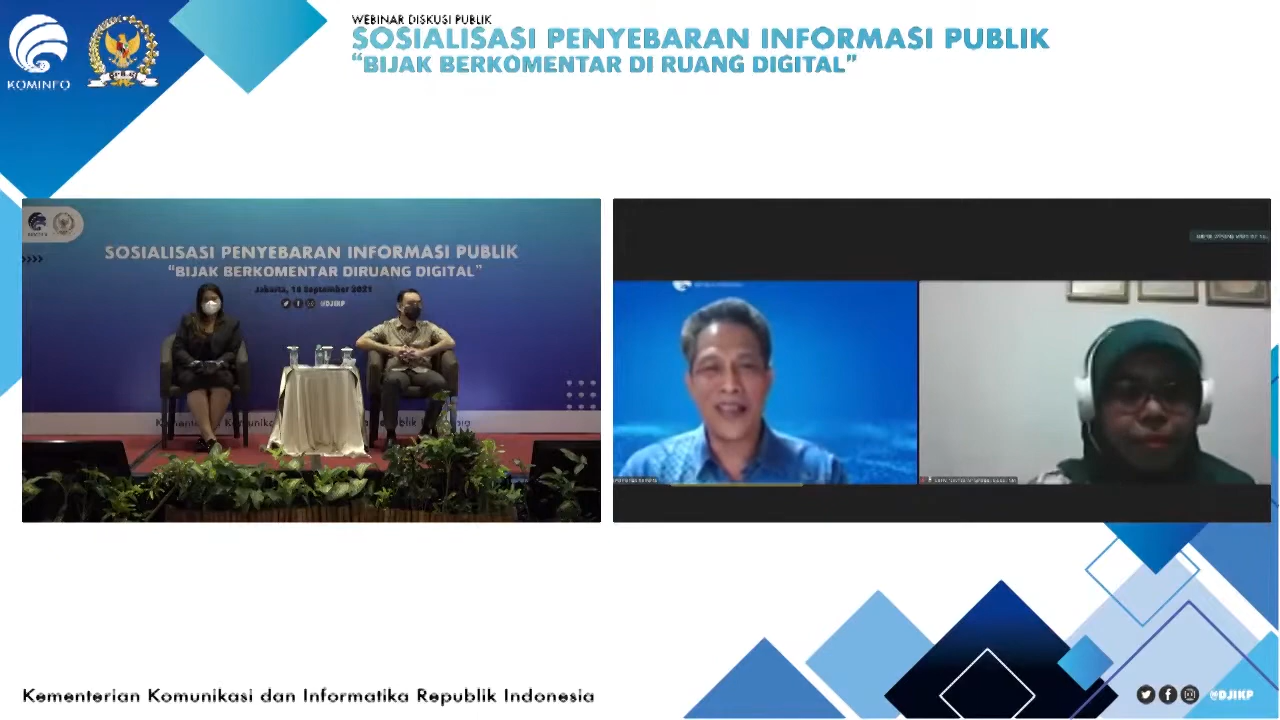 WEBINAR DISKUSI PUBLIK
SOSIALISASI PENYEBARAN INFORMASI PUBLIK
"BIJAK BERKOMENTAR DI RUANG DIGITAL"
KOMINFO
SOSIALISASI PENYEBARAN INFORMASI PUBLIK
"BIJAK BERKOMENTAR DIRUANG DIGITAL"
Jakarta, 16 September 2021
@DJIKP
Kementerian Komunikasi dan Informatika Republik Indonesia
@DJIKP